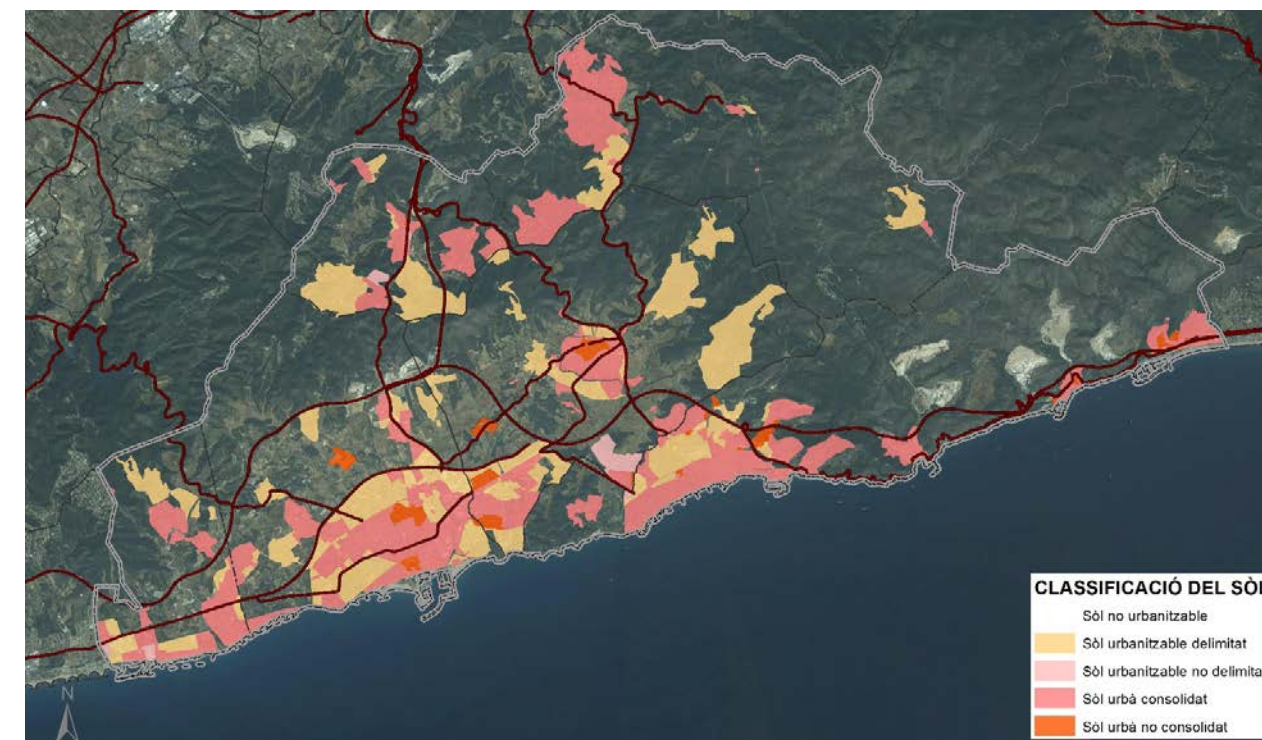 CLASSIFICACIÓ DEL SÒL
Sòl no urbanitzable
Sòl urbanitzable delimitat
Sòl urbanitzable no delimita
Sòl urbà consolidat
Sòl urbà no consolidat
N